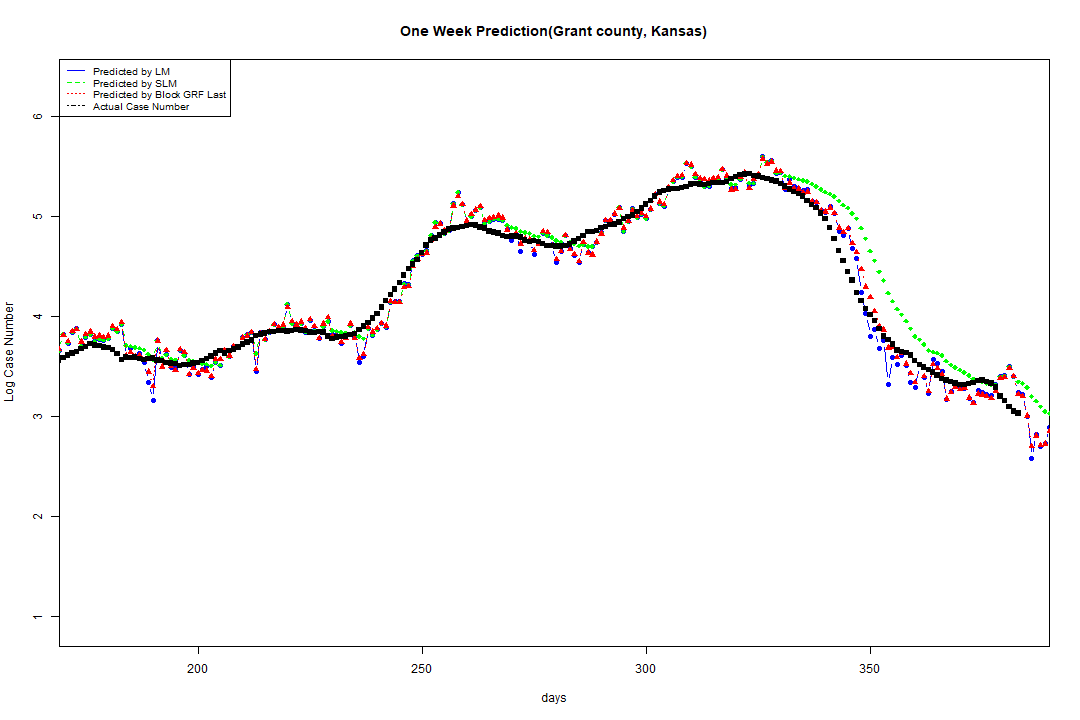 One Week Prediction(Grant county, Kansas)
Predicted by LM
Predicted by SLM
Predicted by Block GRF Last
Actual Case Number
6
5
4
3
2
1
Log Case Number
200
250
300
350
days